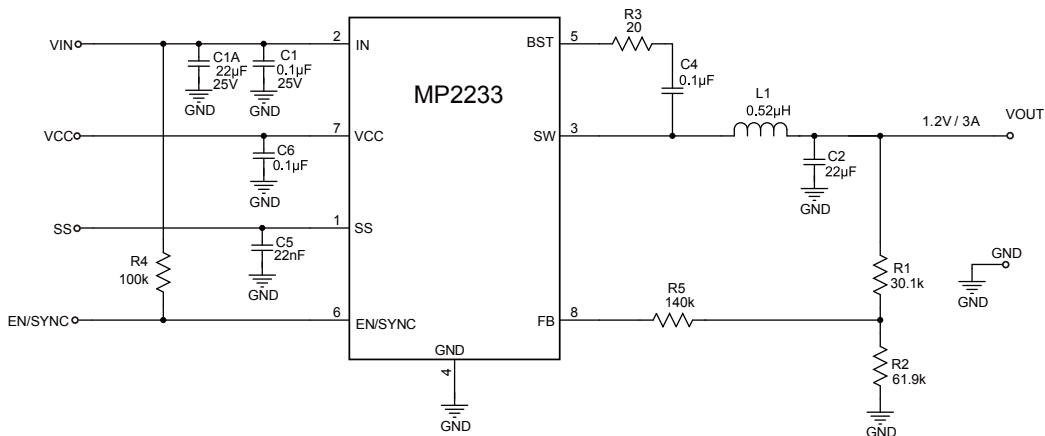 R3
20
VIN
2
IN
BST
5
C1A
22µF
25V
GND
C1
0.1µF
25V
GND
C4
0.1µF
MP2233
L1
0.52µH
VCC
7
VCC
SW
3
1.2V / 3A
VOUT
C6
0.1µF
GND
C2
22µF
GND
SS
1
SS
C5
22nF
GND
R4
100k
GND
GND
R1
30.1k
R5
140k
EN/SYNC
6
EN/SYNC
FB
8
GND
4
GND
R2
61.9k
GND